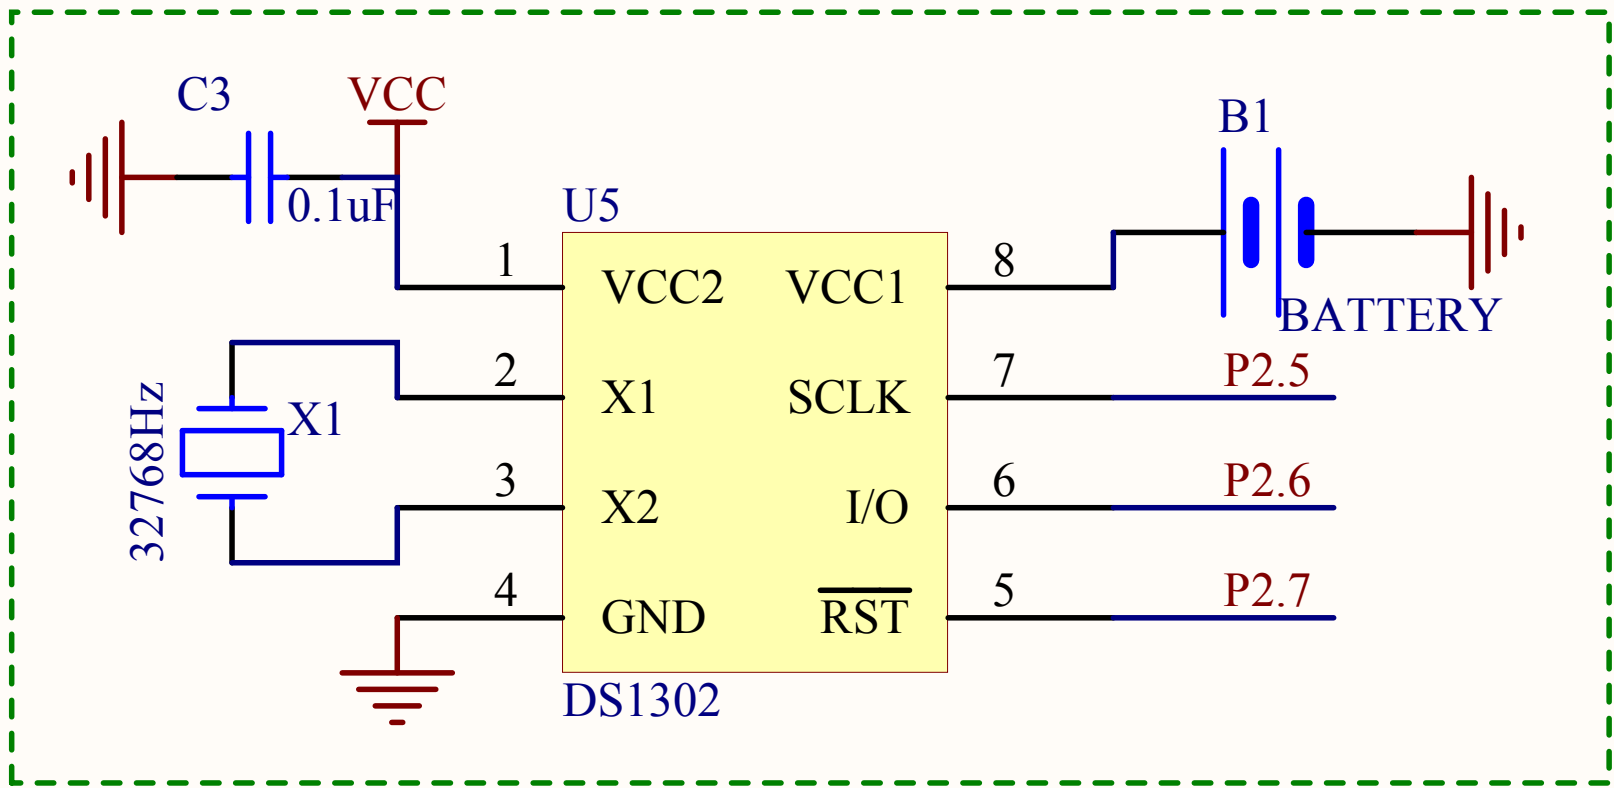 C3
VCC
B1
0.1uF
U5
1
VCC2
VCC1
8
BATTERY
32768Hz
X1
2
X1
SCLK
7
P2.5
3
X2
I/O
6
P2.6
4
GND
RST
5
P2.7
DS1302